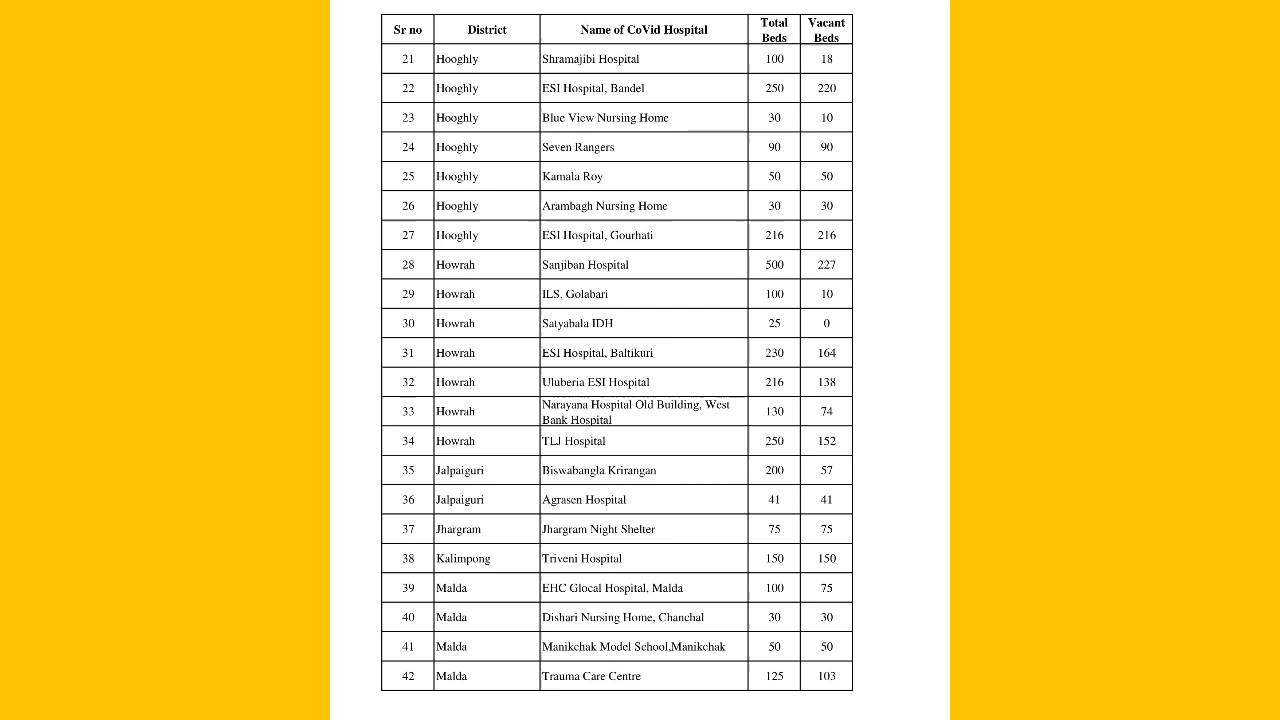 Sr no District Name of CoVid Hospital Total Beds Vacant Beds
21 Hooghly Shramajibi Hospital 100 18
22 Hooghly ESI Hospital, Bandel 250 220
23 Hooghly Blue View Nursing Home 30 10
24 Hooghly Seven Rangers 90 90
25 Hooghly Kamala Roy 50 50
26 Hooghly Arambagh Nursing Home 30 30
27 Hooghly ESI Hospital, Gourhati 216 216
28 Howrah Sanjiban Hospital 500 227
29 Howrah ILS, Golabari 100 10
30 Howrah Satyabala IDH 25 0
31 Howrah ESI Hospital, Baltikuri 230 164
32 Howrah Uluberia ESI Hospital 216 138
33 Howrah Narayana Hospital Old Building, West Bank Hospital 130 74
34 Howrah TLJ Hospital 250 152
35 Jalpaiguri Biswabangla Krirangan 200 57
36 Jalpaiguri Agrasen Hospital 41 41
37 Jhargram Jhargram Night Shelter 75 75
38 Kalimpong Triveni Hospital 150 150
39 Malda EHC Glocal Hospital, Malda 100 75
40 Malda Dishari Nursing Home, Chanchal 30 30
41 Malda Manikchak Model School,Manikchak 50 50
42 Malda Trauma Care Centre 125 103